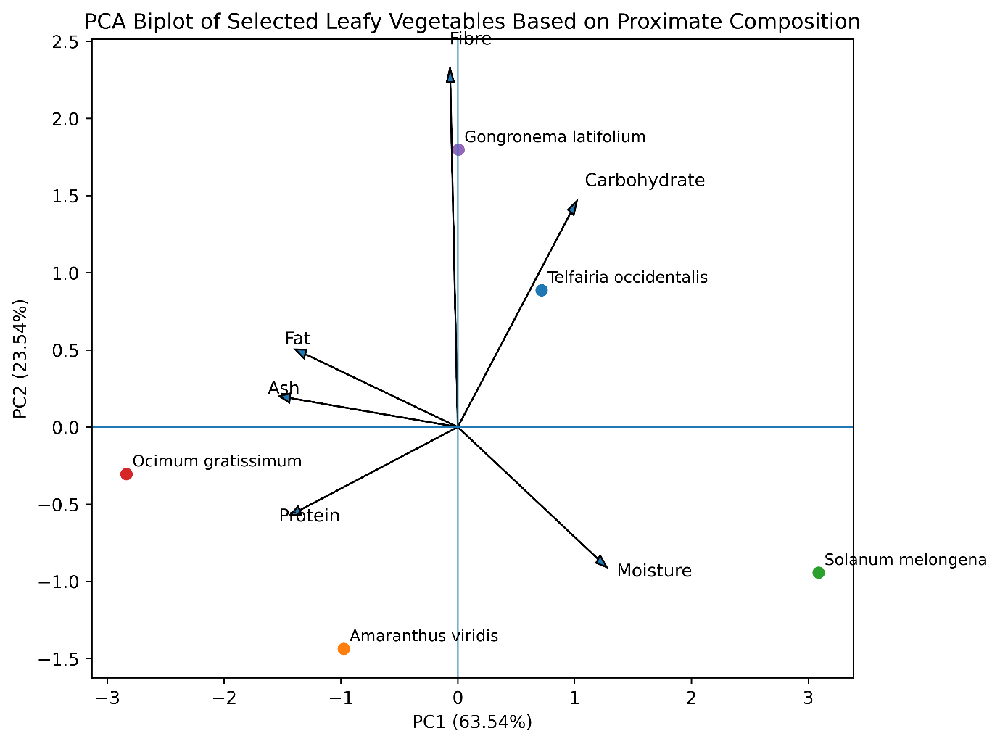 PCA Biplot of Selected Leafy Vegetables Based on Proximate Composition
Fibre
2.5
2.0
Gongronema latifolium
Carbohydrate
1.5
1.0
Telfairia occidentalis
Fat
0.5
Ash
0.0
Ocimum gratissimum
−0.5
Protein
Moisture
Solanum melongena
−1.0
Amaranthus viridis
−1.5
PC2 (23.54%)
−3 −2 −1 0 1 2 3
PC1 (63.54%)